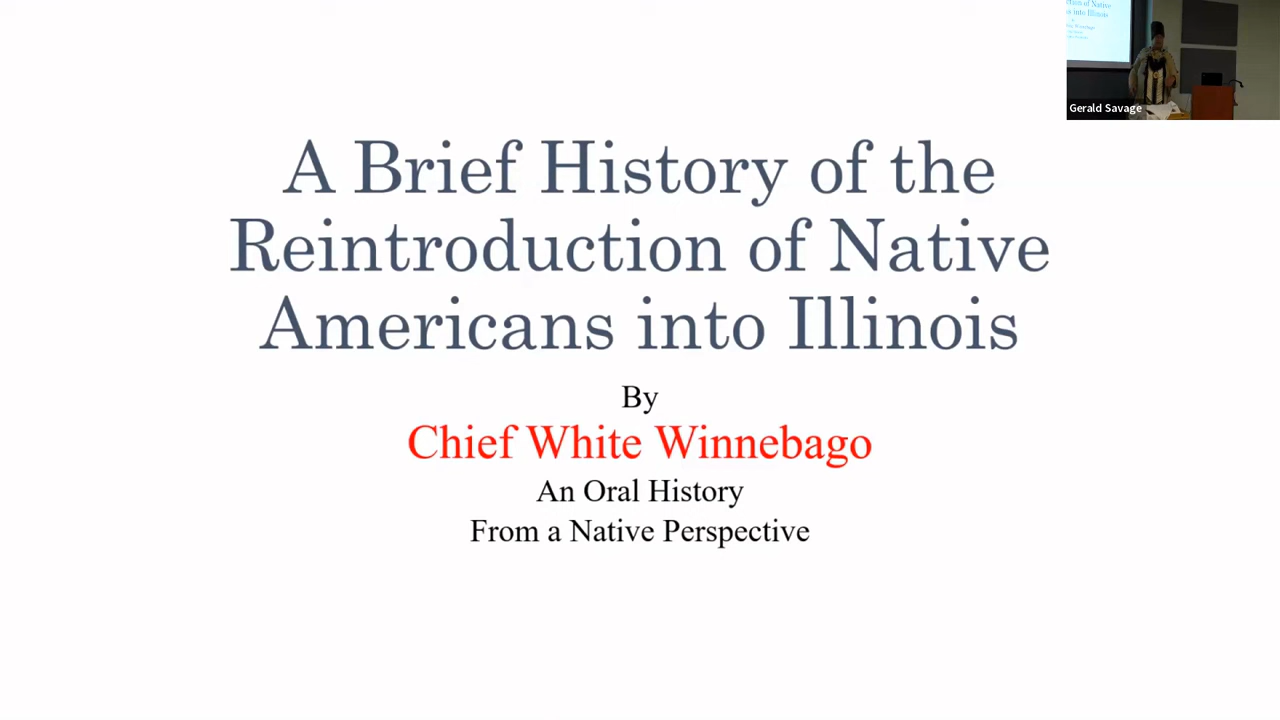 A Brief History of the
Reintroduction of Native
Americans into Illinois
By
Chief White Winnebago
An Oral History
From a Native Perspective
Gerald Savage